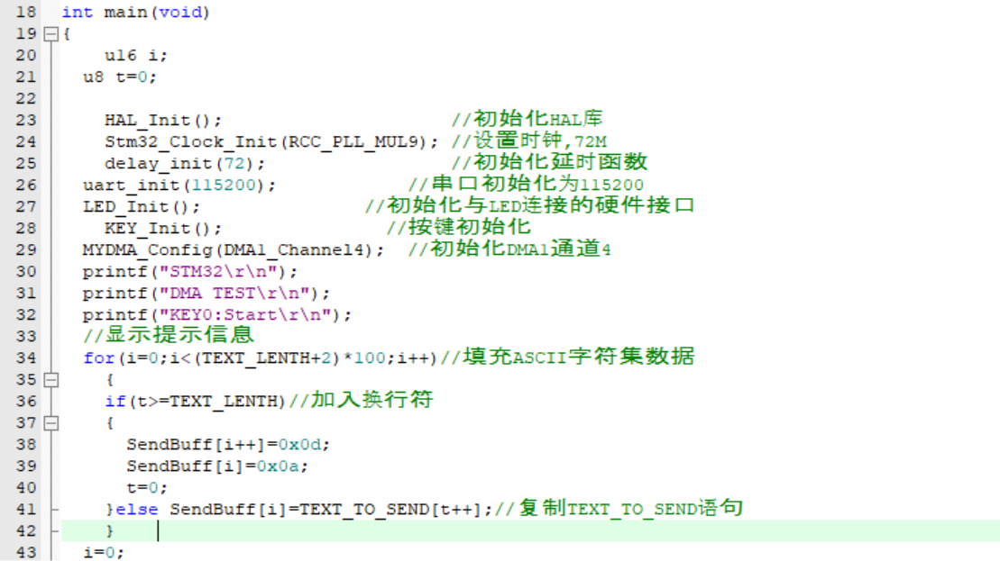 18 int main(void)
19 {
20     u16 i;
21   u8 t=0;
22
23     HAL_Init();                     //初始化HAL库
24     Stm32_Clock_Init(RCC_PLL_MUL9); //设置时钟,72M
25     delay_init(72);                 //初始化延时函数
26   uart_init(115200);            //串口初始化为115200
27   LED_Init();               //初始化与LED连接的硬件接口
28     KEY_Init();               //按键初始化
29   MYDMA_Config(DMA1_Channel4);  //初始化DMA1通道4
30   printf("STM32\r\n");
31   printf("DMA TEST\r\n");
32   printf("KEY0:Start\r\n");
33   //显示提示信息
34   for(i=0;i<(TEXT_LENTH+2)*100;i++)//填充ASCII字符集数据
35     {
36     if(t>=TEXT_LENTH)//加入换行符
37     {
38       SendBuff[i++]=0x0d;
39       SendBuff[i]=0x0a;
40       t=0;
41     }else SendBuff[i]=TEXT_TO_SEND[t++];//复制TEXT_TO_SEND语句
42     }
43   i=0;